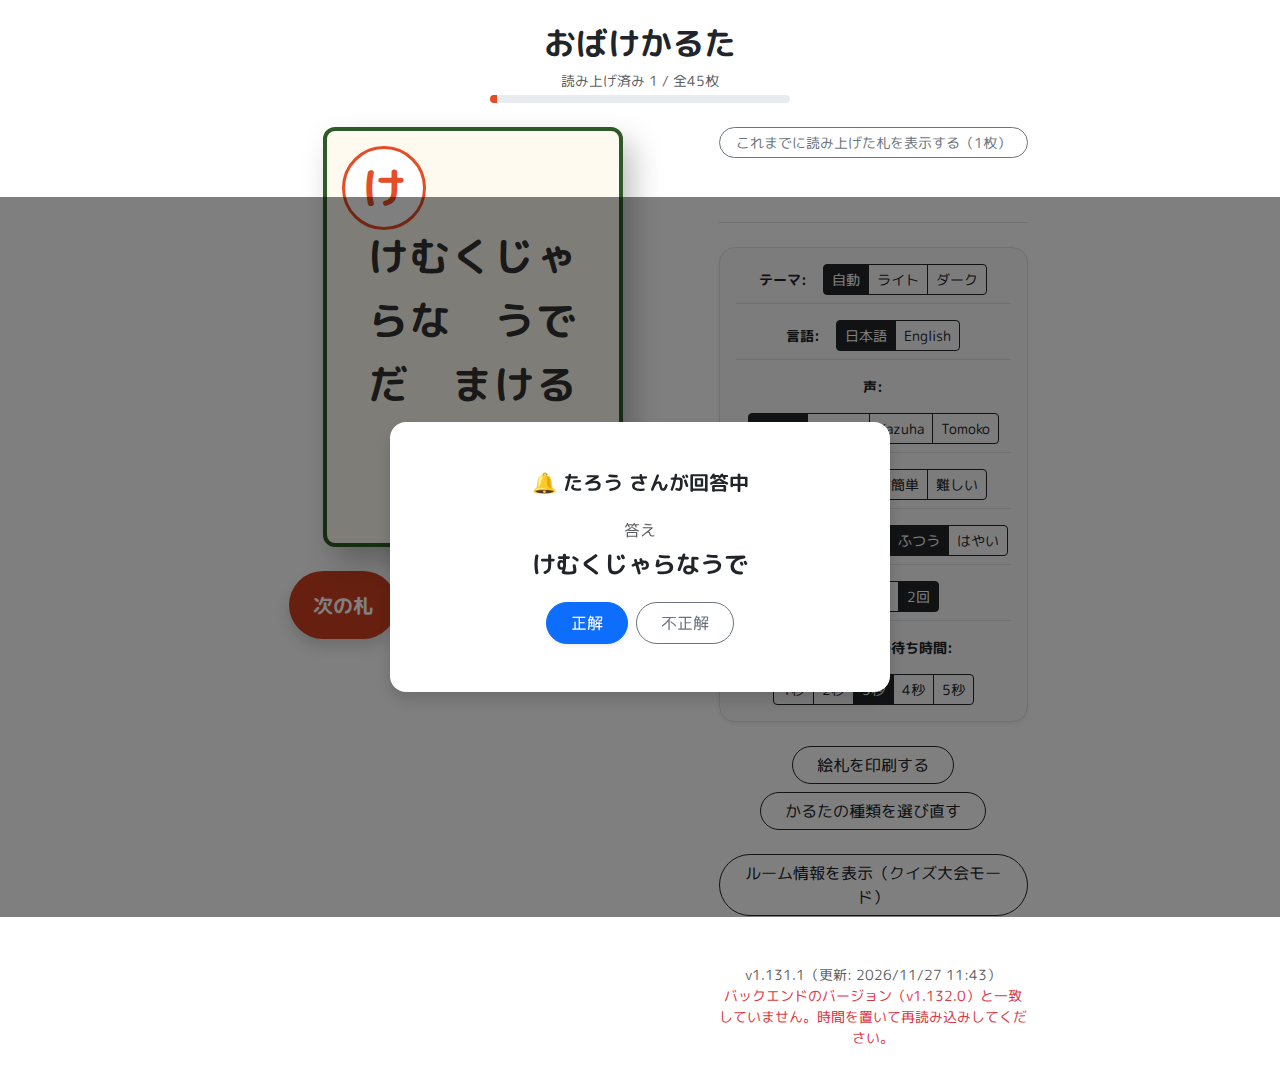 おばけかるた
読み上げ済み 1 / 全45枚
け
けむくじゃ
らな　うで
だ　まける
次の札
これまでに読み上げた札を表示する（1枚）
テーマ: 自動 ライト ダーク
言語: 日本語 English
声:
Tomoko
簡単 難しい
ふつう はやい
2回
待ち時間:
4秒 5秒
🔔 たろう さんが回答中
答え
けむくじゃらなうで
正解 不正解
絵札を印刷する
かるたの種類を選び直す
ルーム情報を表示（クイズ大会モー
ド）
v1.131.1（更新: 2026/11/27 11:43）
バックエンドのバージョン（v1.132.0）と一致
していません。時間を置いて再読み込みしてくだ
さい。